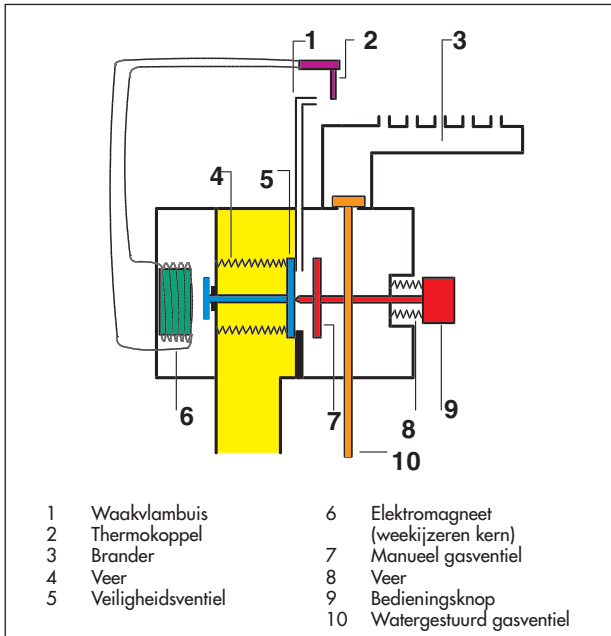 1 2 3
4 5
6 7 8 9
10
1 Waakvlambuis
2 Thermokoppel
3 Brander
4 Veer
5 Veiligheidsventiel
6 Elektromagneet
(weekijzeren kern)
7 Manueel gasventiel
8 Veer
9 Bedieningsknop
10 Watergestuurd gasventiel